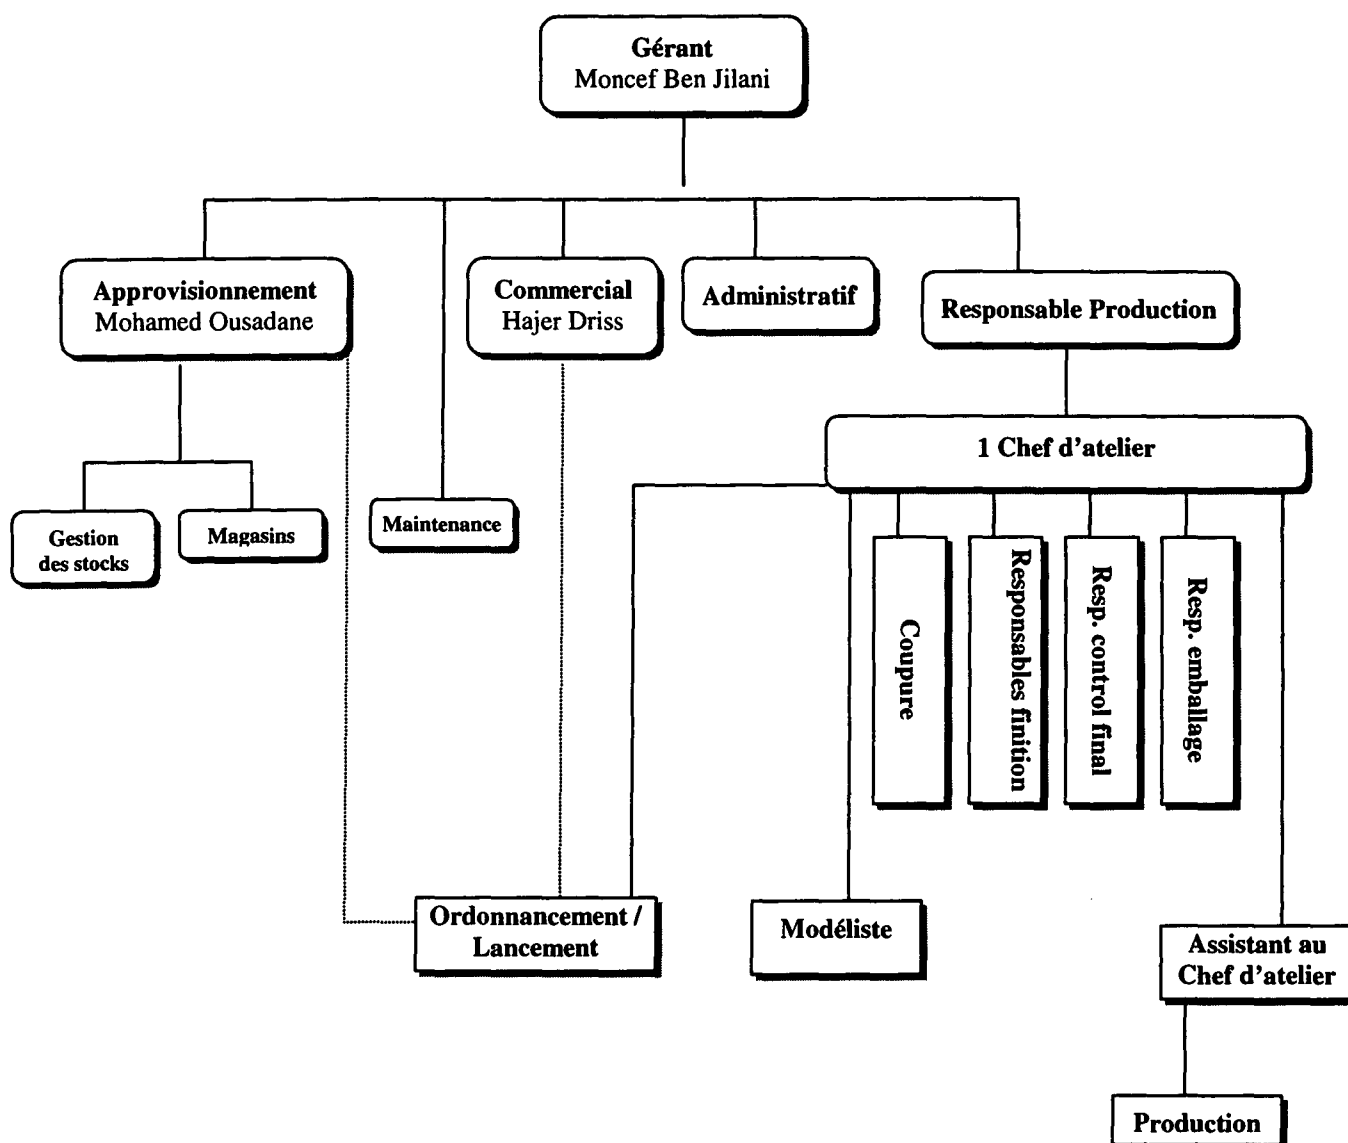 Gérant
Moncef Ben Jilani
Approvisionnement
Mohamed Ousadane
Commercial
Hajer Driss
Administratif
Responsable Production
1 Chef d'atelier
Gestion
des stocks
Magasins
Maintenance
Coupure
Responsables finition
Resp. control final
Resp. emballage
Ordonnancement /
Lancement
Modéliste
Assistant au
Chef d'atelier
Production